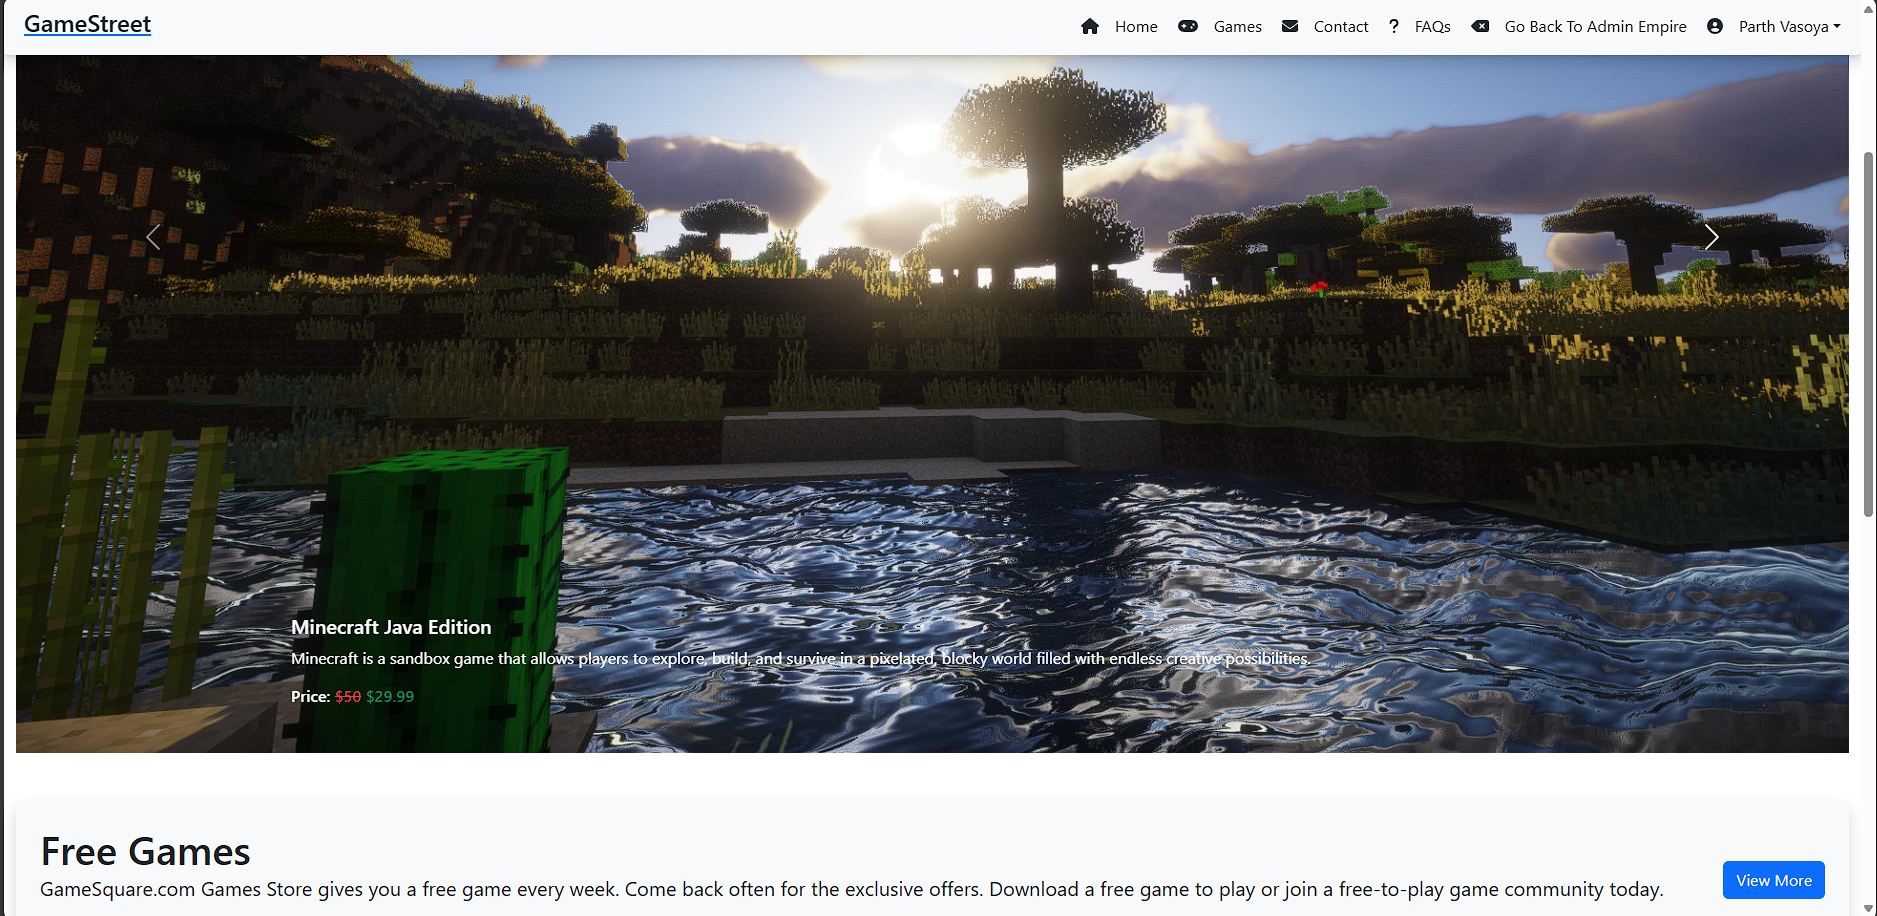 GameStreet
Home Games Contact FAQs Go Back To Admin Empire Parth Vasoya
Minecraft Java Edition
Minecraft is a sandbox game that allows players to explore, build, and survive in a pixelated, blocky world filled with endless creative possibilities.
Price: $50 $29.99
Free Games
GameSquare.com Games Store gives you a free game every week. Come back often for the exclusive offers. Download a free game to play or join a free-to-play game community today.
View More